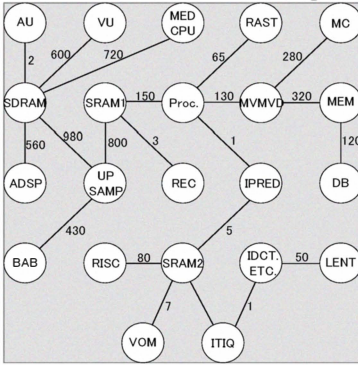 AU
VU
MED
CPU
RAST
MC
2
600
720
65
280
SDRAM
SRAM1
150
Proc.
130
MVMVD
320
MEM
560
980
800
3
1
120
ADSP
UP
SAMP
REC
IPRED
DB
430
5
BAB
RISC
80
SRAM2
IDCT.
ETC.
50
LENT
7
1
VOM
ITIQ